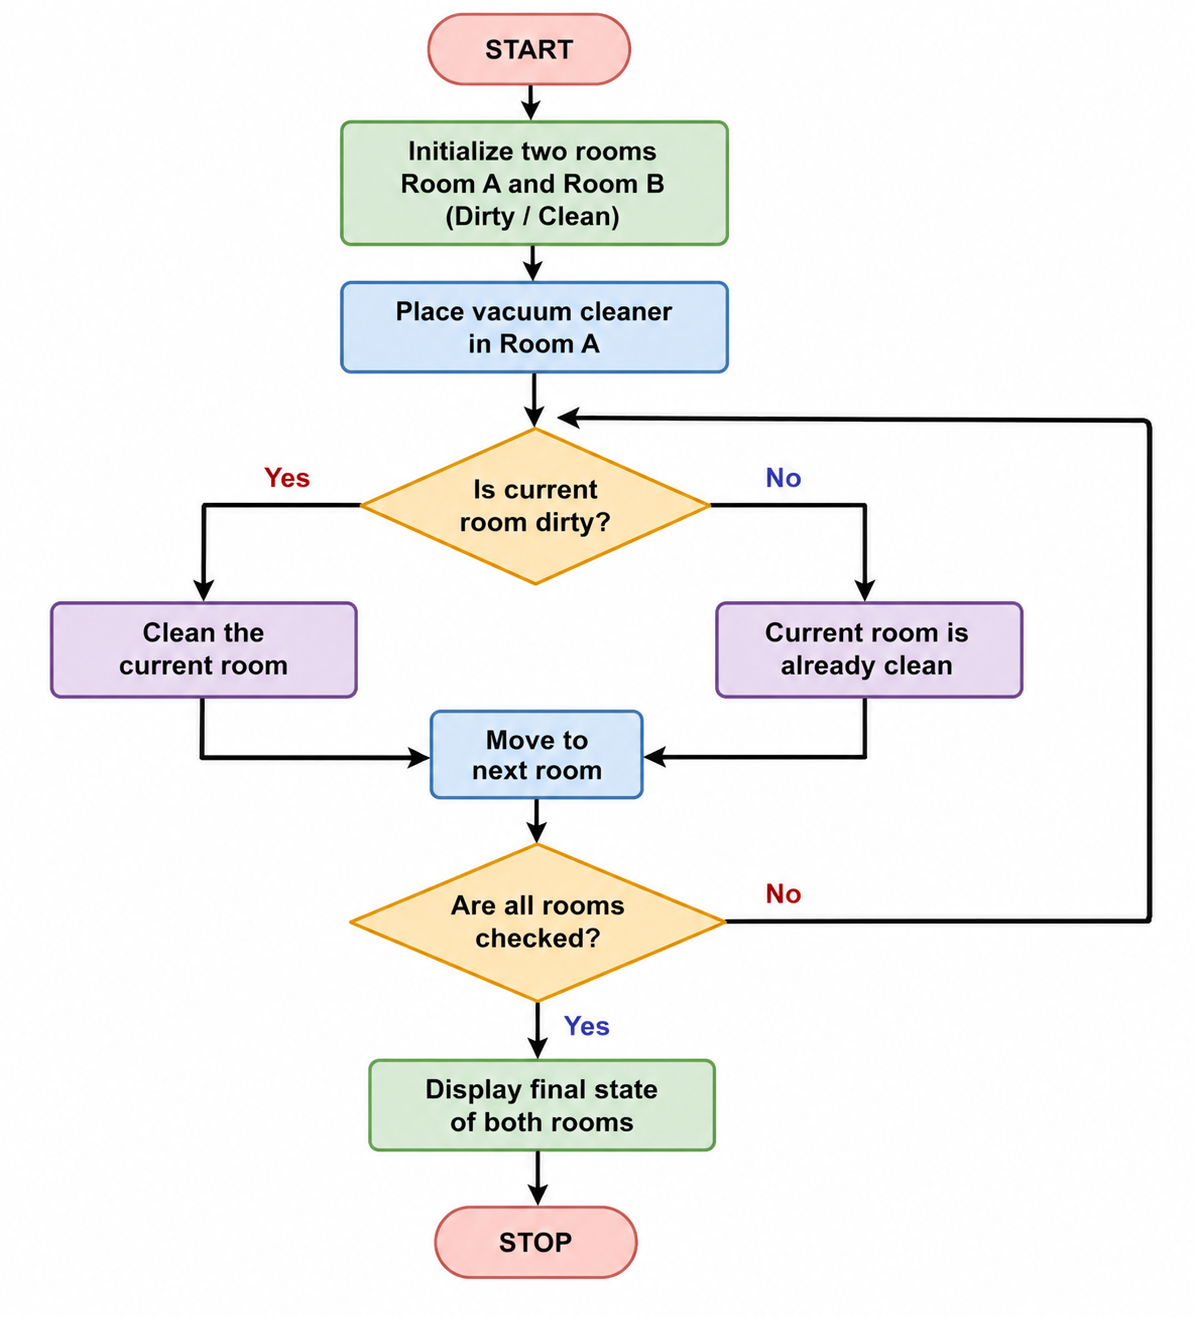 START
Initialize two rooms
Room A and Room B
(Dirty / Clean)
Place vacuum cleaner
in Room A
Is current
room dirty?
Yes
No
Clean the
current room
Current room is
already clean
Move to
next room
Are all rooms
checked?
No
Yes
Display final state
of both rooms
STOP